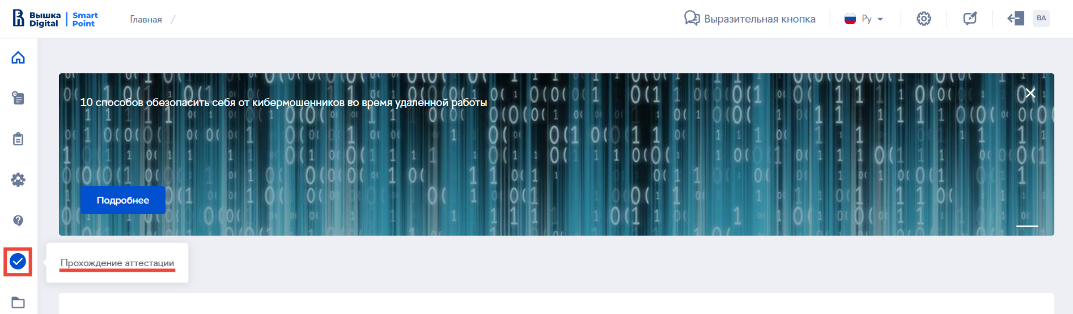 Вышка Digital
Smart Point
Главная /
Выразительная кнопка
Ру
BA
10 способов обезопасить себя от кибермошенников во время удаленной работы
Подробнее
Прохождение аттестации